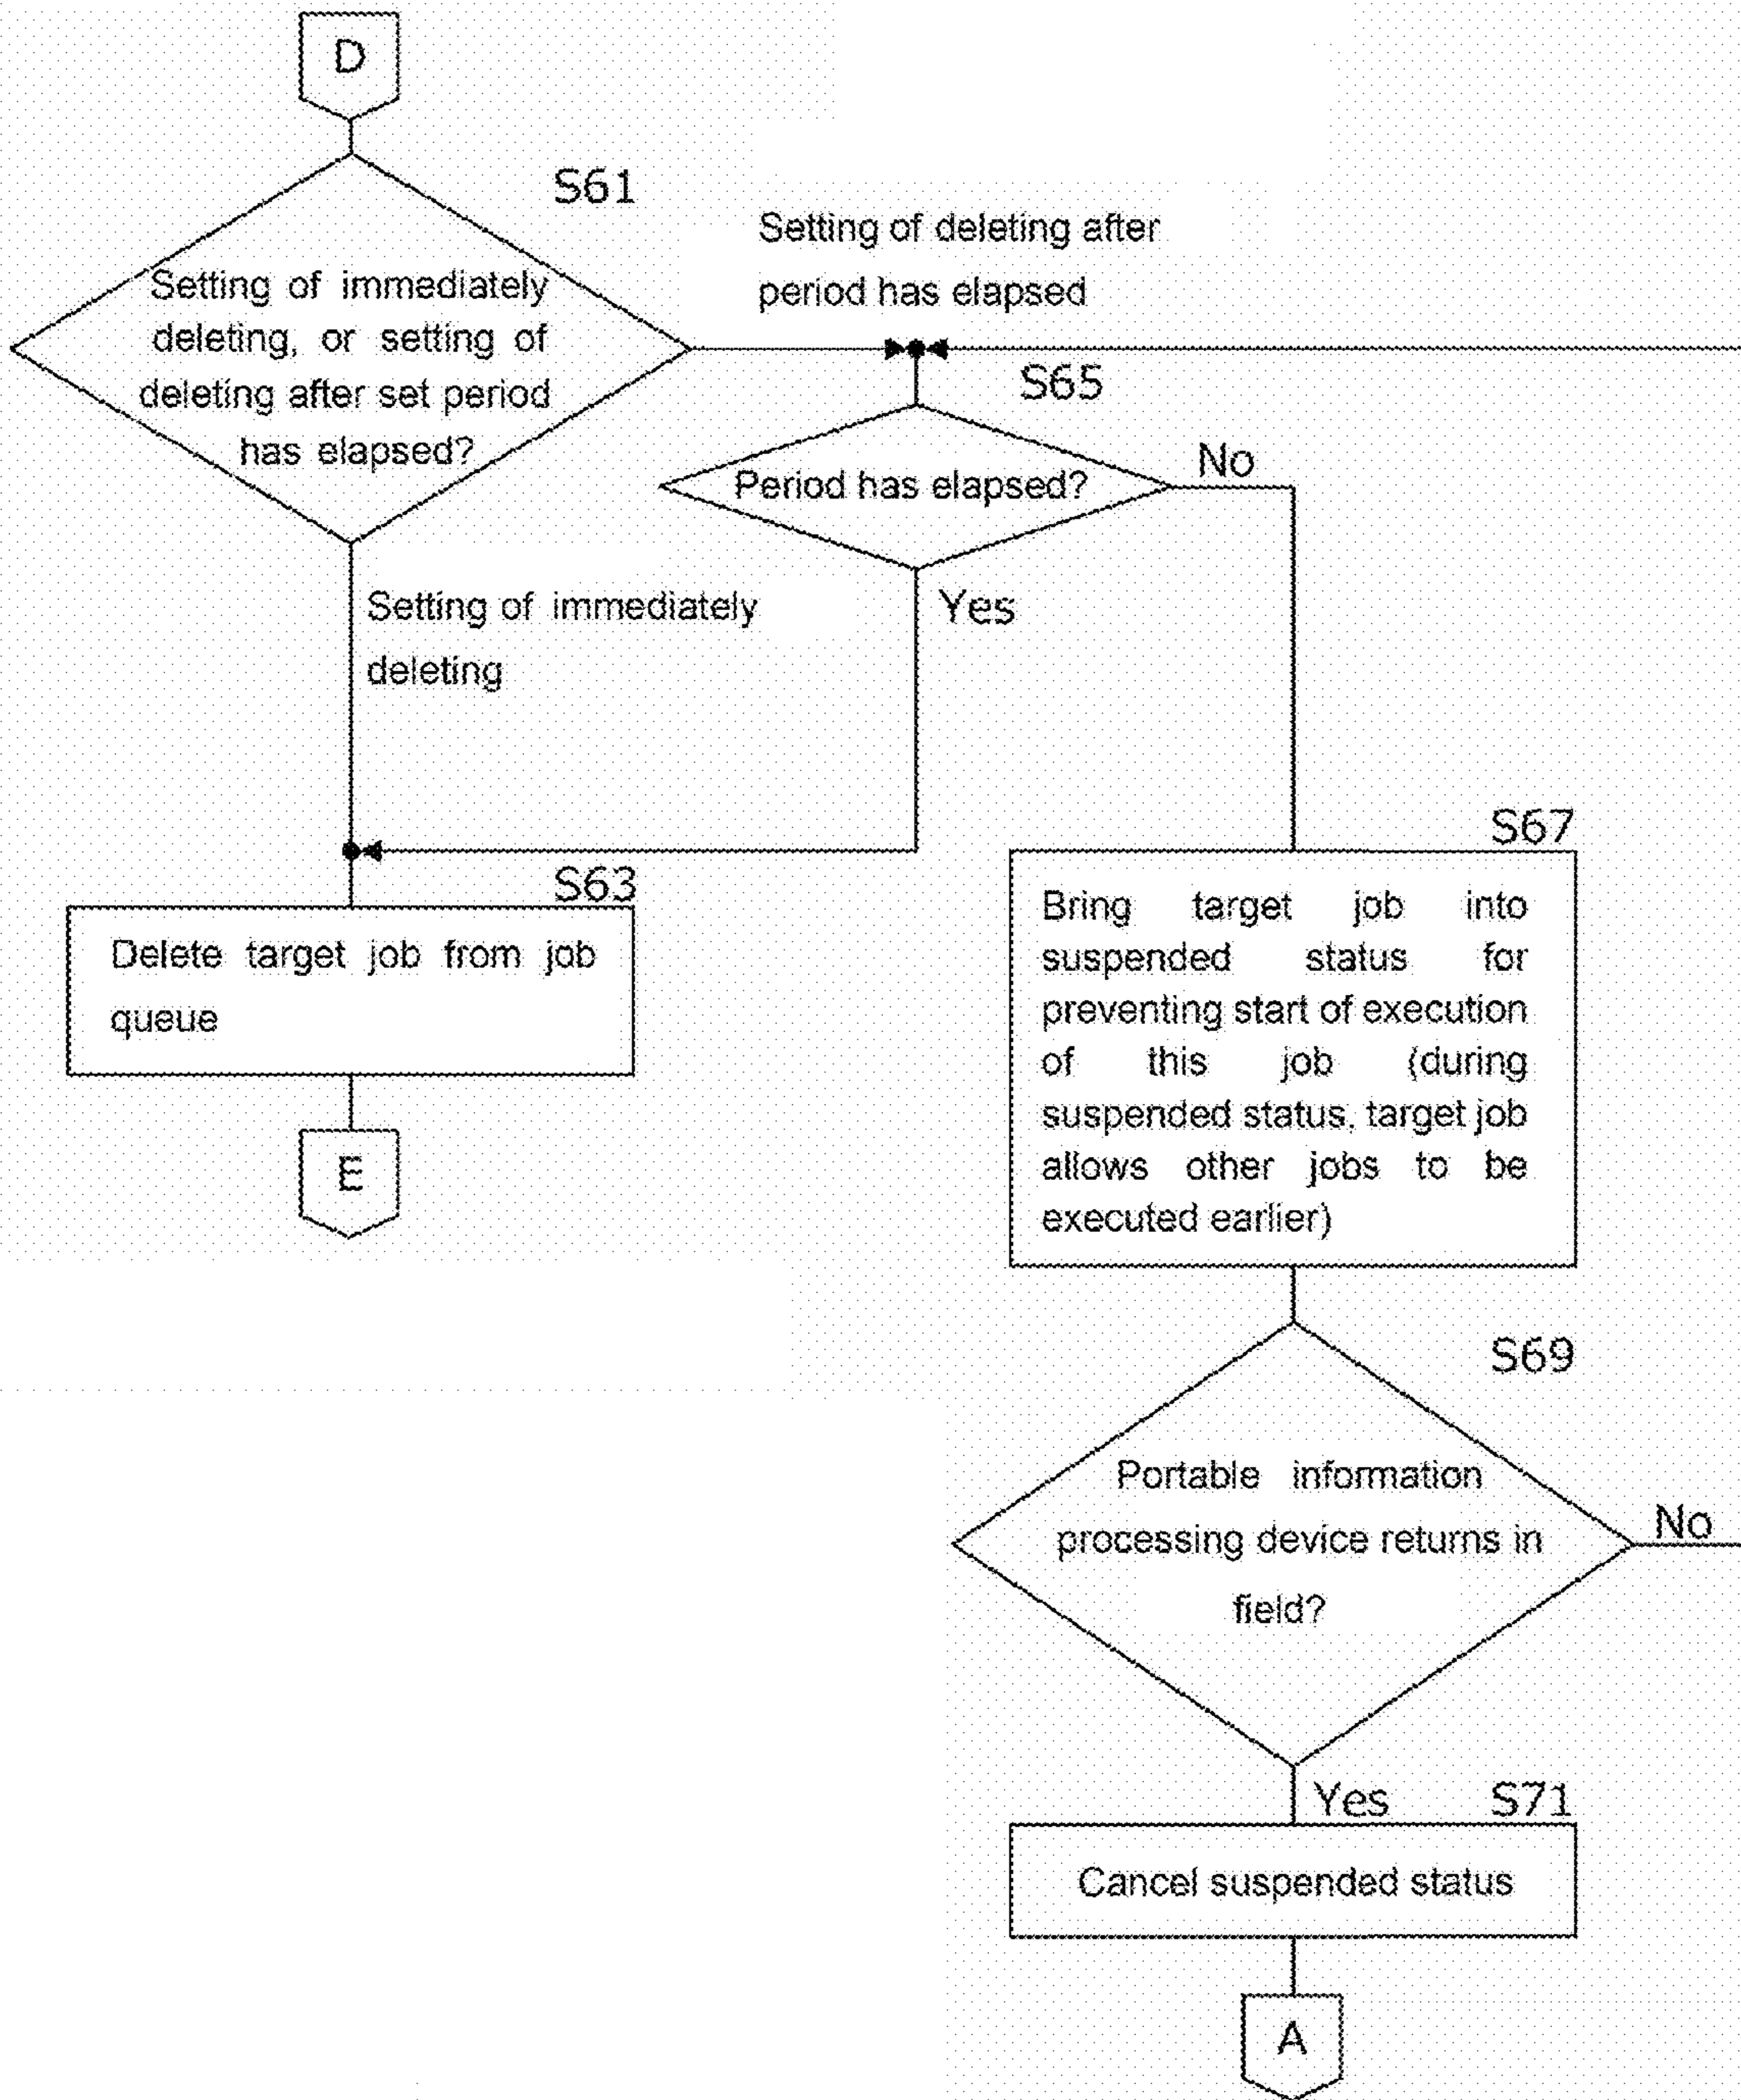 D
S61
Setting of immediately
deleting, or setting of
deleting after set period
has elapsed?
Setting of deleting after
period has elapsed
S65
Period has elapsed?
No
Yes
Setting of immediately
deleting
S63
Delete target job from job
queue
E
S67
Bring target job into
suspended status for
preventing start of execution
of this job (during
suspended status, target job
allows other jobs to be
executed earlier)
S69
Portable information
processing device returns in
field?
No
Yes
S71
Cancel suspended status
A